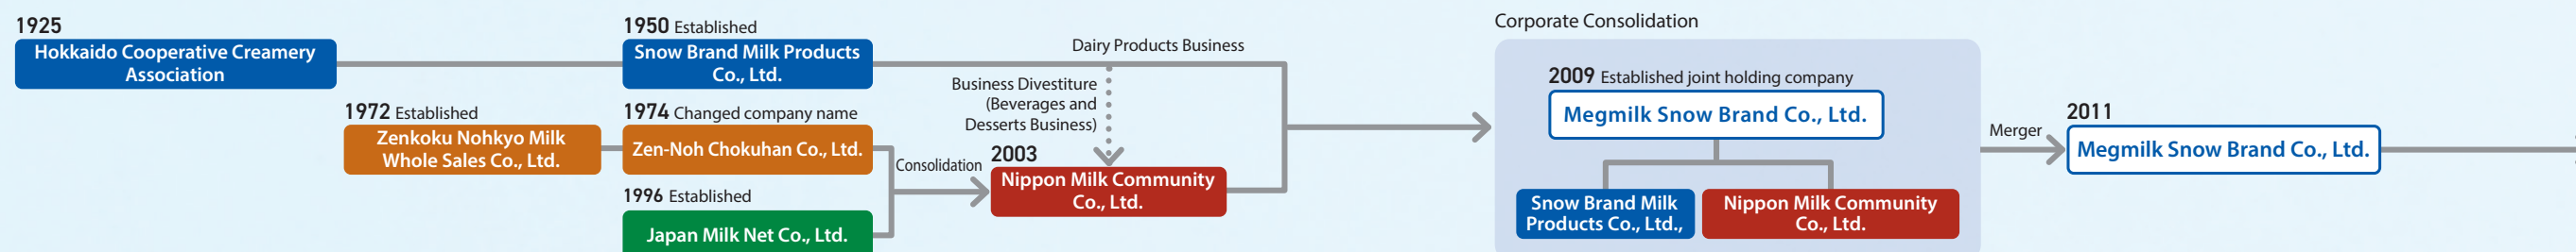 1925
Hokkaido Cooperative Creamery
Association
1950 Established
Snow Brand Milk Products
Co., Ltd.
1972 Established
Zenkoku Nohkyo Milk
Whole Sales Co., Ltd.
1974 Changed company name
Zen-Noh Chokuhan Co., Ltd.
1996 Established
Japan Milk Net Co., Ltd.
Dairy Products Business
Business Divestiture
(Beverages and
Desserts Business)
Consolidation
2003
Nippon Milk Community
Co., Ltd.
Corporate Consolidation
2009 Established joint holding company
Megmilk Snow Brand Co., Ltd.
Snow Brand Milk
Products Co., Ltd.,
Nippon Milk Community
Co., Ltd.
Merger
2011
Megmilk Snow Brand Co., Ltd.